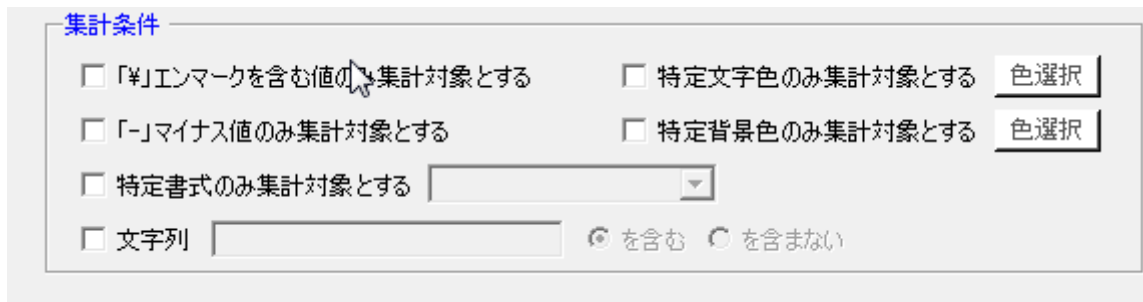 集計条件
「¥」エンマークを含む値のみ集計対象とする 特定文字色のみ集計対象とする 色選択
「-」マイナス値のみ集計対象とする 特定背景色のみ集計対象とする 色選択
特定書式のみ集計対象とする
文字列 を含む を含まない